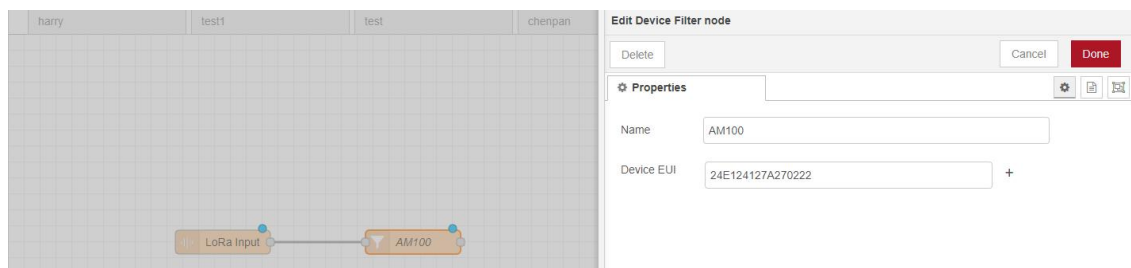 harry
test1
test
chenpan
Edit Device Filter node
Delete
Cancel
Done
Properties
Name
AM100
Device EUI
24E124127A270222
+
LoRa Input
AM100